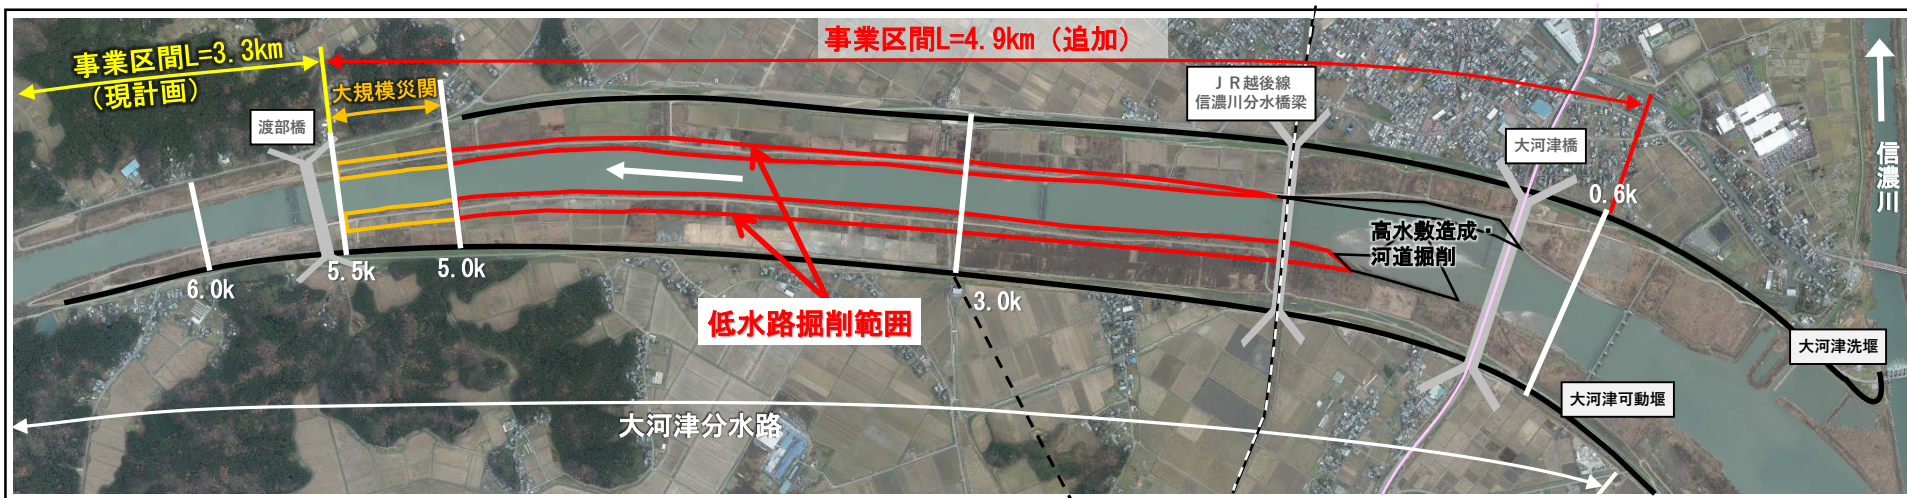 事業区間L=3.3km
(現計画)
事業区間L=4.9km (追加)
大規模災関
渡部橋
JR越後線
信濃川分水橋梁
大河津橋
信濃川
0.6k
高水敷造成・
河道掘削
6.0k
5.5k
5.0k
3.0k
低水路掘削範囲
大河津洗堰
大河津可動堰
大河津分水路